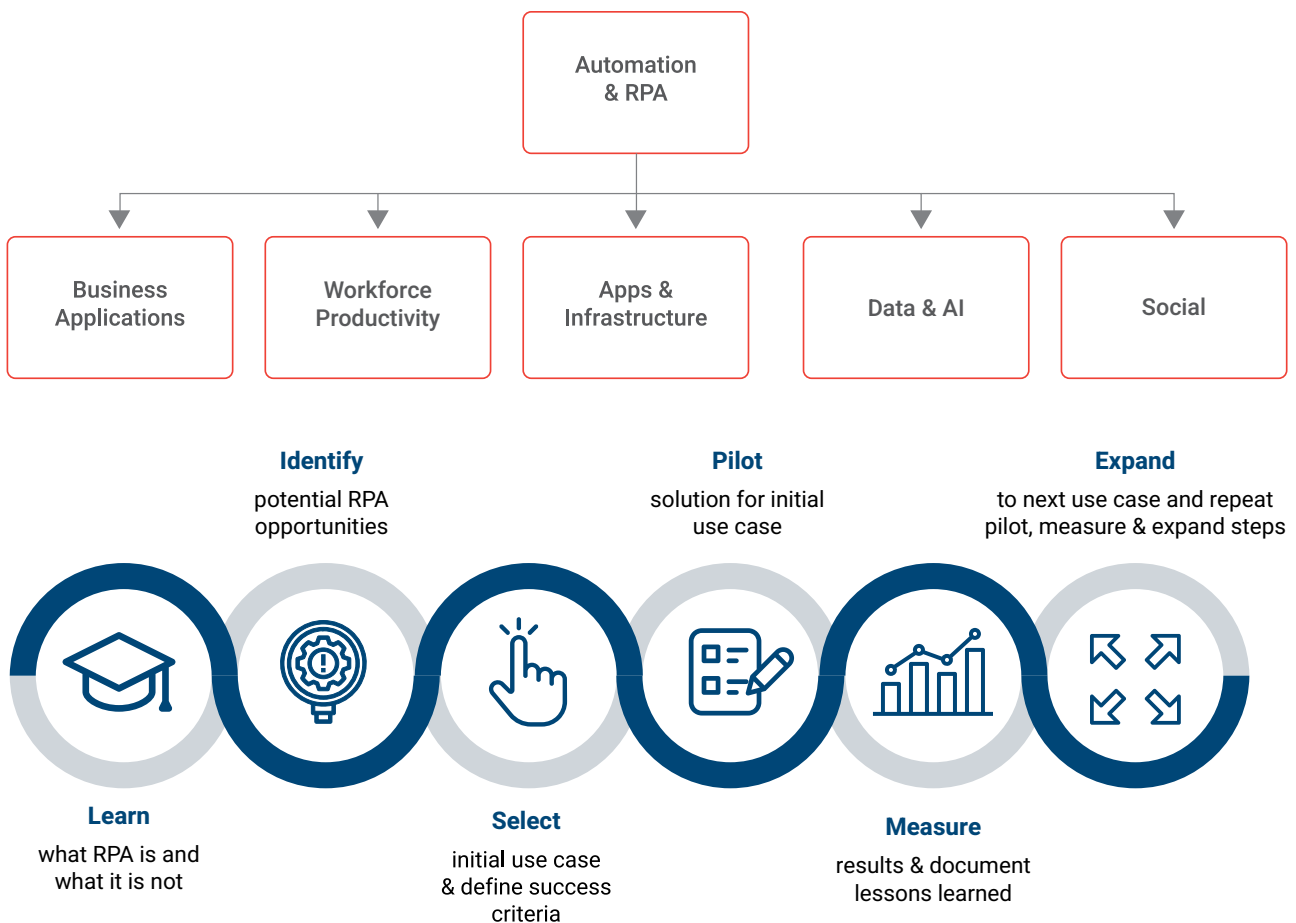 Automation
& RPA
Business
Applications
Workforce
Productivity
Apps &
Infrastructure
Data & AI
Social
Learn
what RPA is and
what it is not
Identify
potential RPA
opportunities
Select
initial use case
& define success
criteria
Pilot
solution for initial
use case
Measure
results & document
lessons learned
Expand
to next use case and repeat
pilot, measure & expand steps